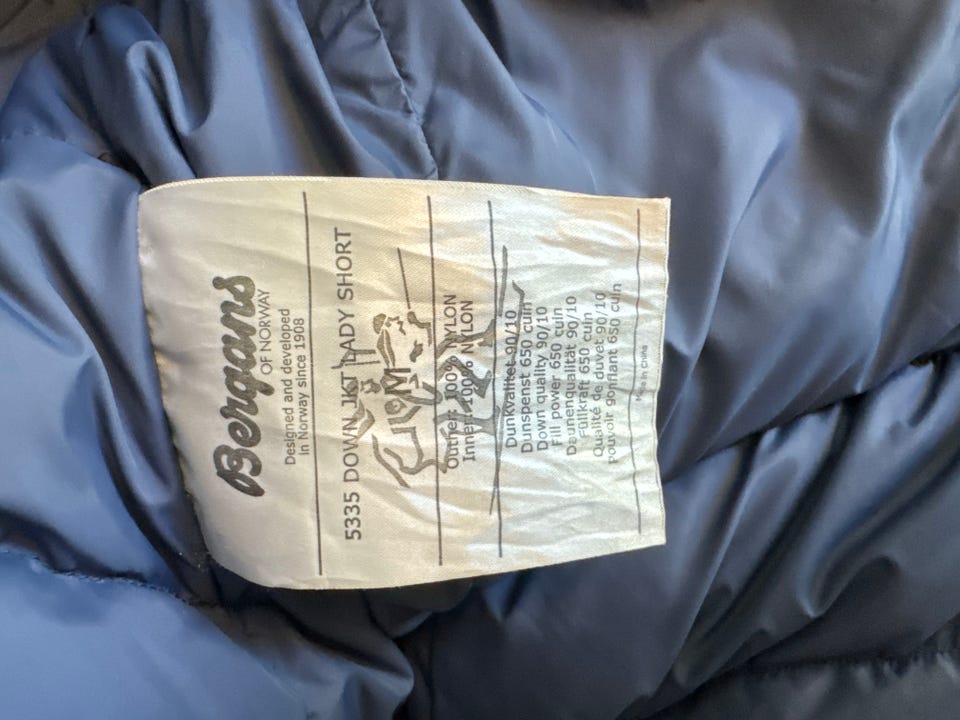 Bergans
OF NORWAY
Designed and developed
in Norway since 1908
5335 DOWN JKT LADY SHORT
Outher: 100% NYLON
Inner: 100% NYLON
Dunkvalitet 90/10
Dunspenst 650 cuin
Down quality 90/10
Fill power 650 cuin
Daunenqualität 90/10
Füllkraft 650 cuin
Qualité de duvet 90/10
Pouvoir gonflant 650 cuin
Made in China